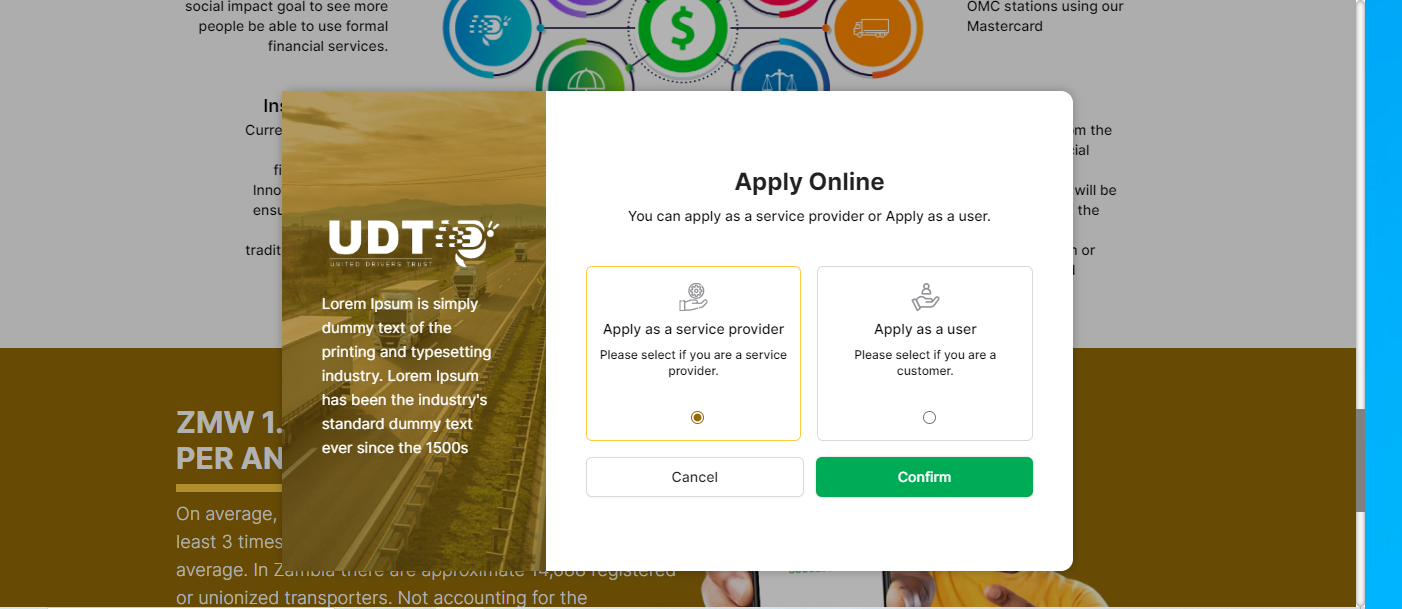 social impact goal to see more
people be able to use formal
financial services.
OMC stations using our
Mastercard
Curre
Inno
ensu
tradit
om the
cial
will be
the
n or
UDT
UNITED DRIVERS TRUST
Lorem Ipsum is simply
dummy text of the
printing and typesetting
industry. Lorem Ipsum
has been the industry's
standard dummy text
ever since the 1500s
Apply Online
You can apply as a service provider or Apply as a user.
Apply as a service provider
Please select if you are a service
provider.
Apply as a user
Please select if you are a
customer.
Cancel
Confirm
ZMW 1.
PER AN
On average,
least 3 times
average. In Zambia there are approximate 14,688 registered
or unionized transporters. Not accounting for the